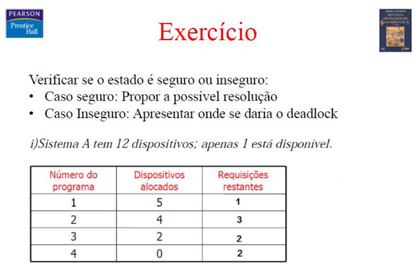 PEARSON
Prentice
Hall
Exercício
Verificar se o estado é seguro ou inseguro:
• Caso seguro: Propor a possível resolução
• Caso Inseguro: Apresentar onde se daria o deadlock
i)Sistema A tem 12 dispositivos; apenas 1 está disponível.
Número do programa Dispositivos alocados Requisições restantes
1 5 1
2 4 3
3 2 2
4 0 2